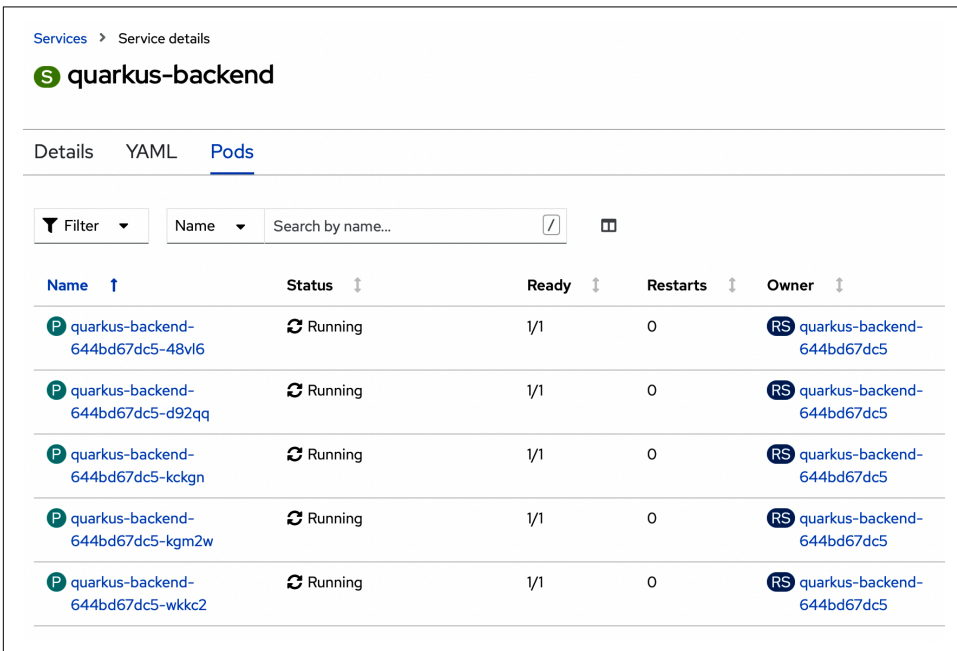 Services > Service details
S quarkus-backend
Details YAML Pods
Filter Name Search by name... /
Name Status Ready Restarts Owner
P quarkus-backend- Running 1/1 0 RS quarkus-backend-
644bd67dc5-48vl6 644bd67dc5
P quarkus-backend- Running 1/1 0 RS quarkus-backend-
644bd67dc5-d92qq 644bd67dc5
P quarkus-backend- Running 1/1 0 RS quarkus-backend-
644bd67dc5-kckgn 644bd67dc5
P quarkus-backend- Running 1/1 0 RS quarkus-backend-
644bd67dc5-kgm2w 644bd67dc5
P quarkus-backend- Running 1/1 0 RS quarkus-backend-
644bd67dc5-wkkc2 644bd67dc5